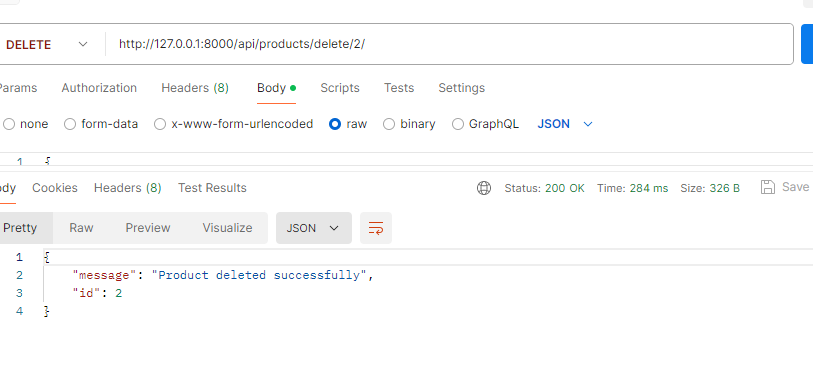 DELETE http://127.0.0.1:8000/api/products/delete/2/
Params Authorization Headers (8) Body Scripts Tests Settings
none form-data x-www-form-urlencoded raw binary GraphQL JSON
1 {
Body Cookies Headers (8) Test Results Status: 200 OK Time: 284 ms Size: 326 B Save
Pretty Raw Preview Visualize JSON
1 {
2 "message": "Product deleted successfully",
3 "id": 2
4 }